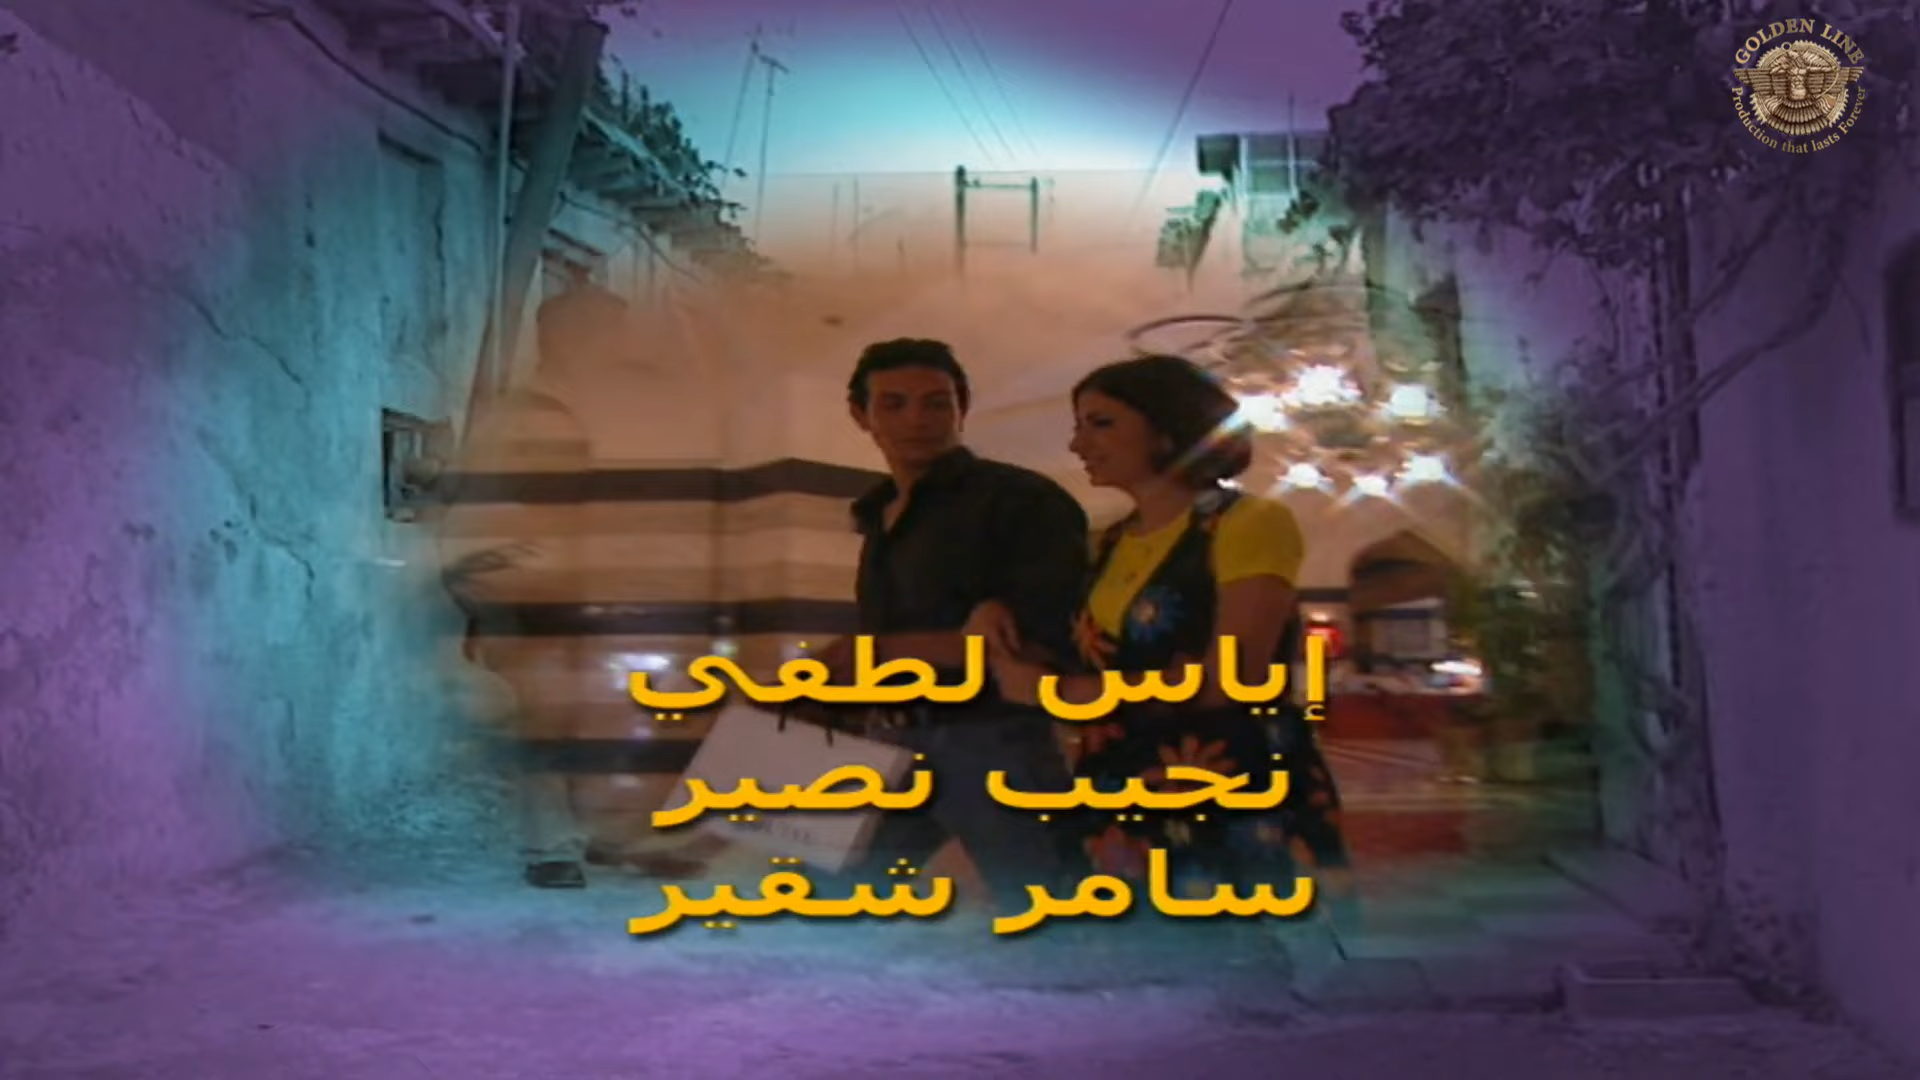 GOLDEN LINE
Production that lasts Forever
إياس لطفي
نجيب نصير
سامر شقير